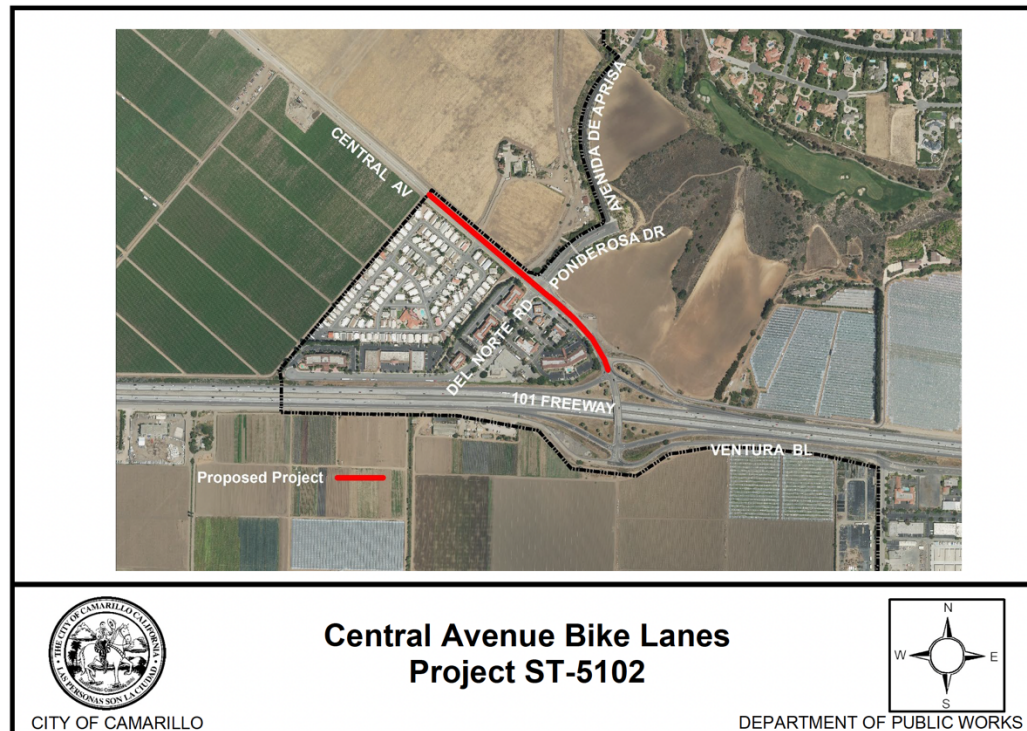 CENTRAL AV
AVENIDA DE APRISA
PONDEROSA DR
DEL NORTE RD
101 FREEWAY
VENTURA BL
Proposed Project
Central Avenue Bike Lanes
Project ST-5102
THE CITY OF CAMARILLO CALIFORNIA
LAS PERSONAS SON LA CIUDAD
CITY OF CAMARILLO
N
W
E
S
DEPARTMENT OF PUBLIC WORKS